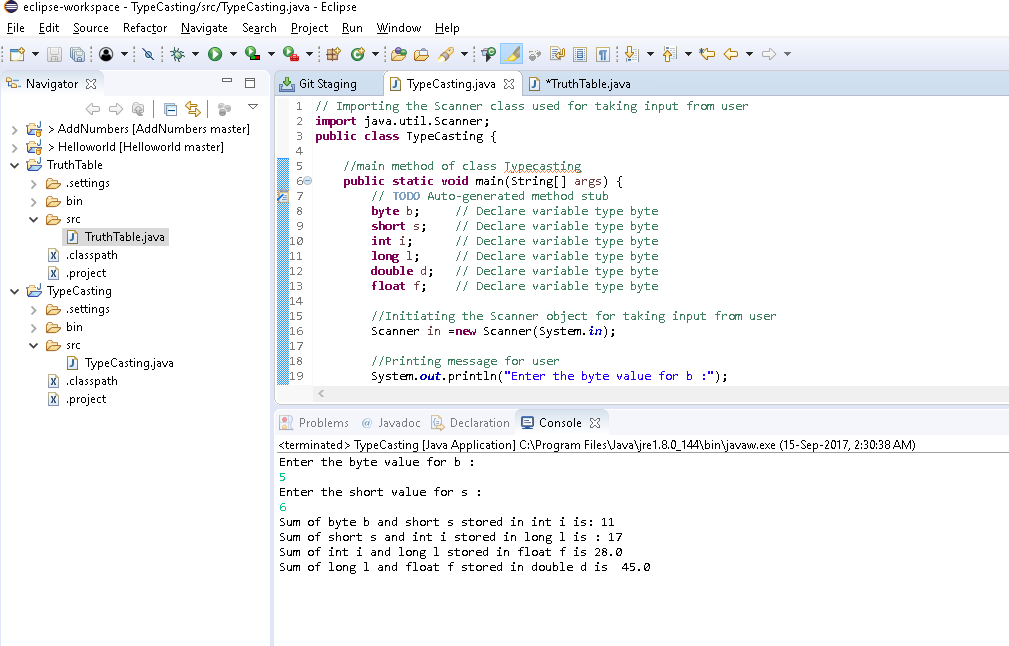 eclipse-workspace - TypeCasting/src/TypeCasting.java - Eclipse
File Edit Source Refactor Navigate Search Project Run Window Help
Navigator
> AddNumbers [AddNumbers master]
> Helloworld [Helloworld master]
TruthTable
.settings
bin
src
TruthTable.java
.classpath
.project
TypeCasting
.settings
bin
src
TypeCasting.java
.classpath
.project
Git Staging TypeCasting.java *TruthTable.java
1 // Importing the Scanner class used for taking input from user
2 import java.util.Scanner;
3 public class TypeCasting {
4
5 //main method of class Typecasting
6 public static void main(String[] args) {
7 // TODO Auto-generated method stub
8 byte b; // Declare variable type byte
9 short s; // Declare variable type byte
10 int i; // Declare variable type byte
11 long l; // Declare variable type byte
12 double d; // Declare variable type byte
13 float f; // Declare variable type byte
14
15 //Initiating the Scanner object for taking input from user
16 Scanner in =new Scanner(System.in);
17
18 //Printing message for user
19 System.out.println("Enter the byte value for b :");
Problems @ Javadoc Declaration Console
<terminated> TypeCasting [Java Application] C:\Program Files\Java\jre1.8.0_144\bin\javaw.exe (15-Sep-2017, 2:30:38 AM)
Enter the byte value for b :
5
Enter the short value for s :
6
Sum of byte b and short s stored in int i is: 11
Sum of short s and int i stored in long l is : 17
Sum of int i and long l stored in float f is 28.0
Sum of long l and float f stored in double d is  45.0